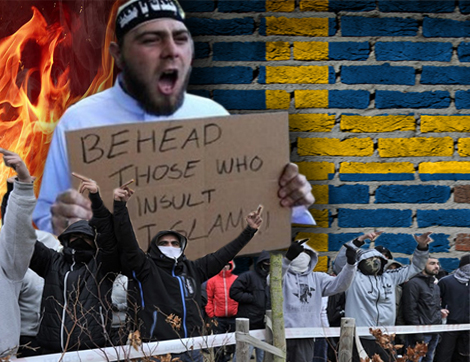 BEHEAD
THOSE WHO
INSULT
ISLAM!